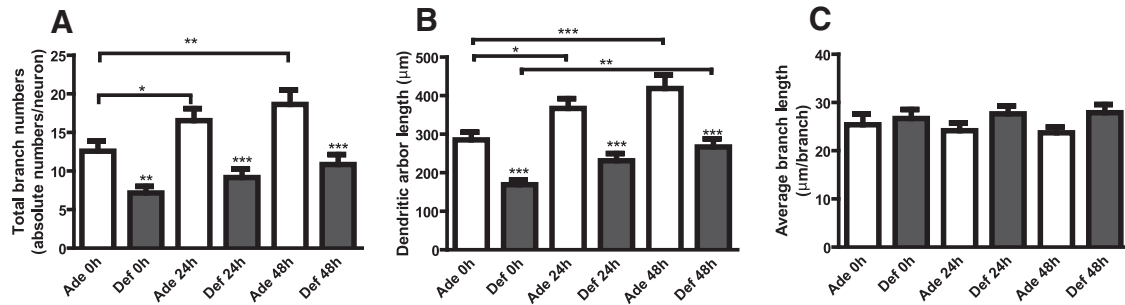 A
Total branch numbers
(absolute numbers/neuron)
25
20
15
10
5
0
**
*
**
***
***
Ade 0h
Def 0h
Ade 24h
Def 24h
Ade 48h
Def 48h
B
Dendritic arbor length (µm)
500
400
300
200
100
0
***
*
**
***
***
***
Ade 0h
Def 0h
Ade 24h
Def 24h
Ade 48h
Def 48h
C
Average branch length
(µm/branch)
40
30
20
10
0
Ade 0h
Def 0h
Ade 24h
Def 24h
Ade 48h
Def 48h